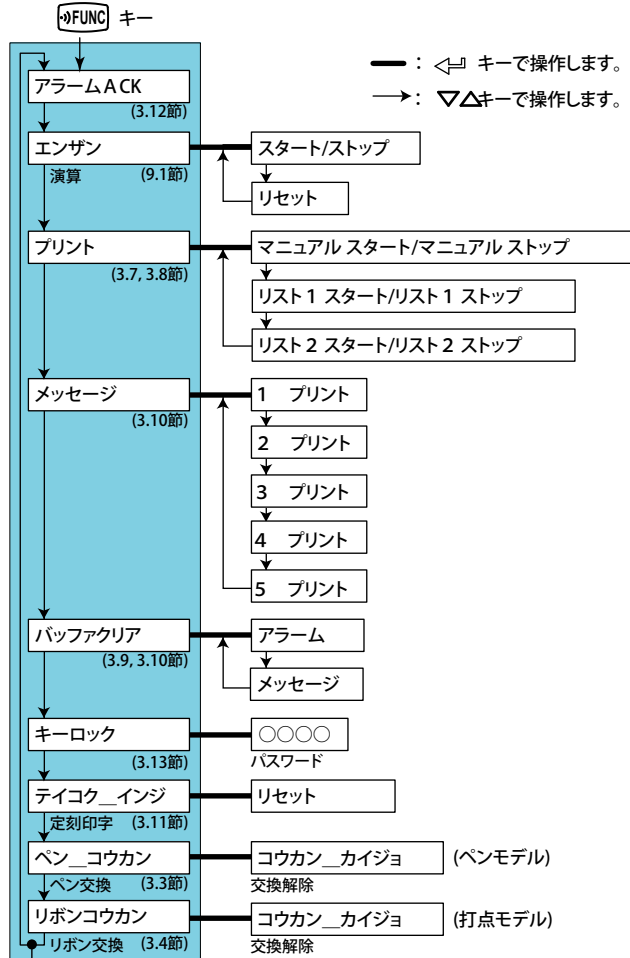 FUNC キー
: キーで操作します。
: ▽△キーで操作します。
アラームACK
(3.12節)
エンザン スタート/ストップ
演算 (9.1節)
リセット
プリント マニュアル スタート/マニュアル ストップ
(3.7, 3.8節)
リスト1 スタート/リスト1 ストップ
リスト2 スタート/リスト2 ストップ
メッセージ 1 プリント
(3.10節)
2 プリント
3 プリント
4 プリント
5 プリント
バッファクリア アラーム
(3.9, 3.10節)
メッセージ
キーロック ○○○○
(3.13節) パスワード
テイコク__インジ リセット
定刻印字 (3.11節)
ペン__コウカン コウカン__カイジョ (ペンモデル)
ペン交換 (3.3節) 交換解除
リボンコウカン コウカン__カイジョ (打点モデル)
リボン交換 (3.4節) 交換解除